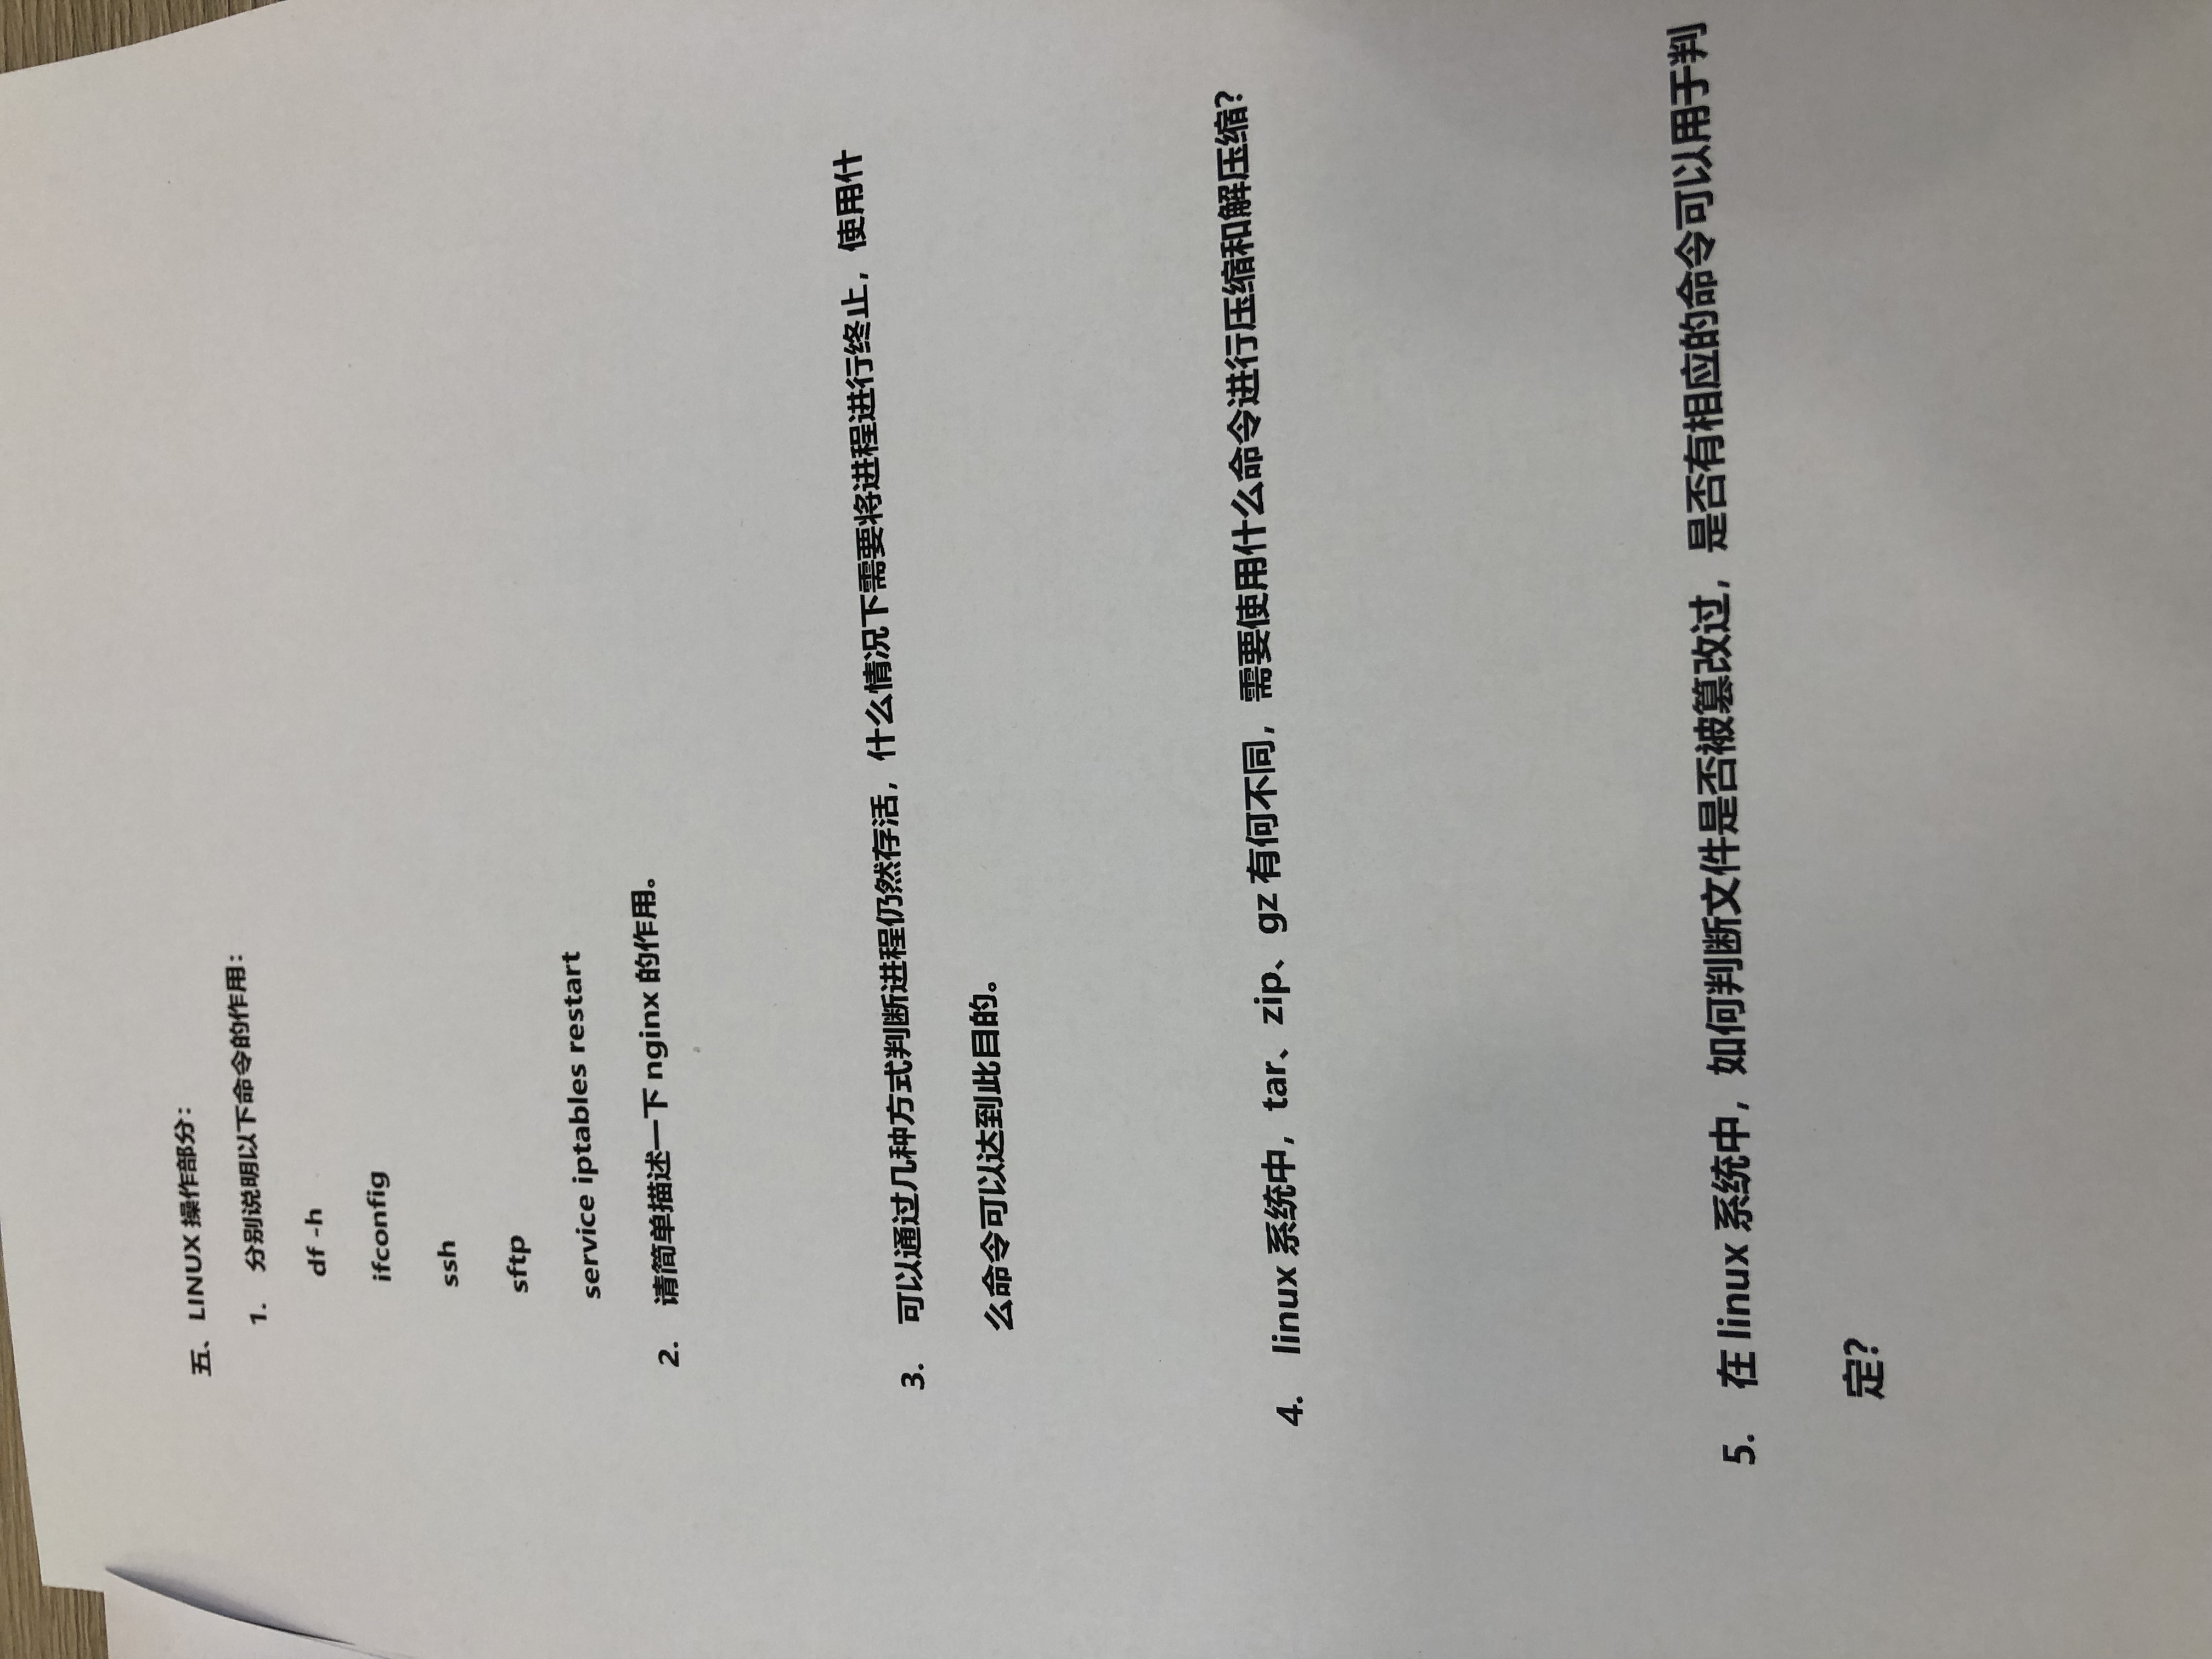 五、LINUX 操作部分：
1. 分别说明以下命令的作用：
df -h
ifconfig
ssh
sftp
service iptables restart
2. 请简单描述一下 nginx 的作用。
3. 可以通过几种方式判断进程仍然存活，什么情况下需要将进程进行终止，使用什
么命令可以达到此目的。
4. linux 系统中，tar、zip、gz 有何不同，需要使用什么命令进行压缩和解压缩？
5. 在 linux 系统中，如何判断文件是否被篡改过，是否有相应的命令可以用于判
定？